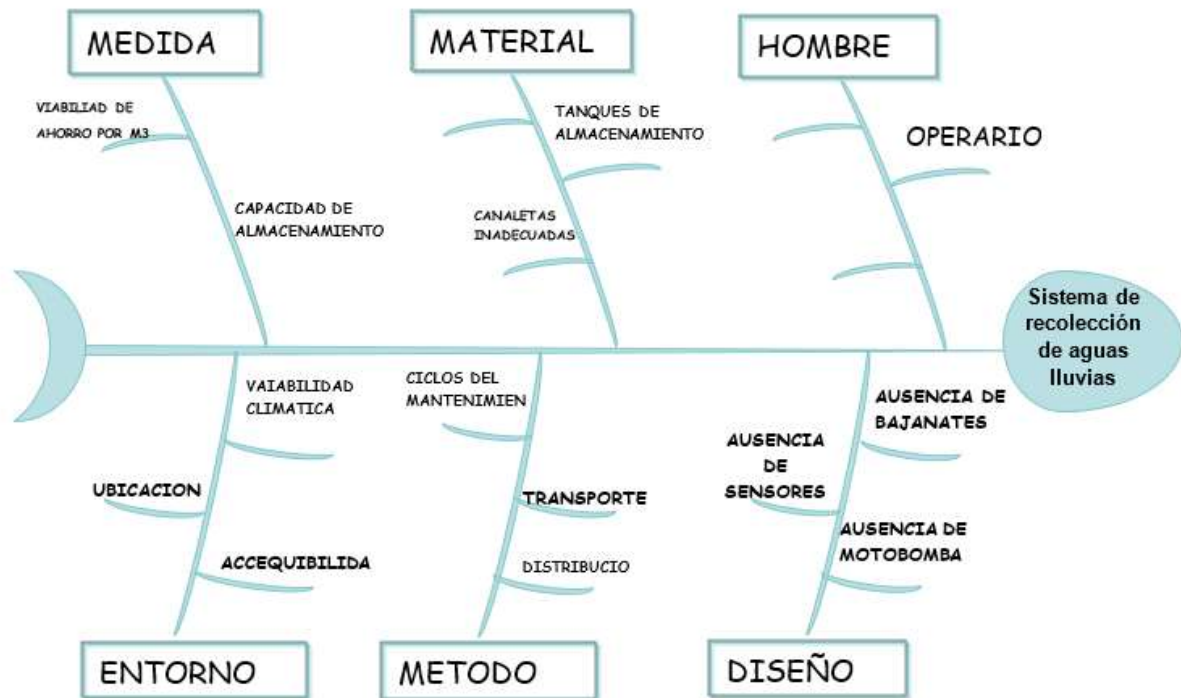 MEDIDA
MATERIAL
HOMBRE
VIABILIAD DE
AHORRO POR M3
CAPACIDAD DE
ALMACENAMIENTO
TANQUES DE
ALMACENAMIENTO
CANALETAS
INADECUADAS
OPERARIO
Sistema de
recolección
de aguas
lluvias
VAIABILIDAD
CLIMATICA
UBICACION
ACCEQUIBILIDA
CICLOS DEL
MANTENIMIEN
TRANSPORTE
DISTRIBUCIO
AUSENCIA DE
BAJANATES
AUSENCIA
DE
SENSORES
AUSENCIA DE
MOTOBOMBA
ENTORNO
METODO
DISEÑO